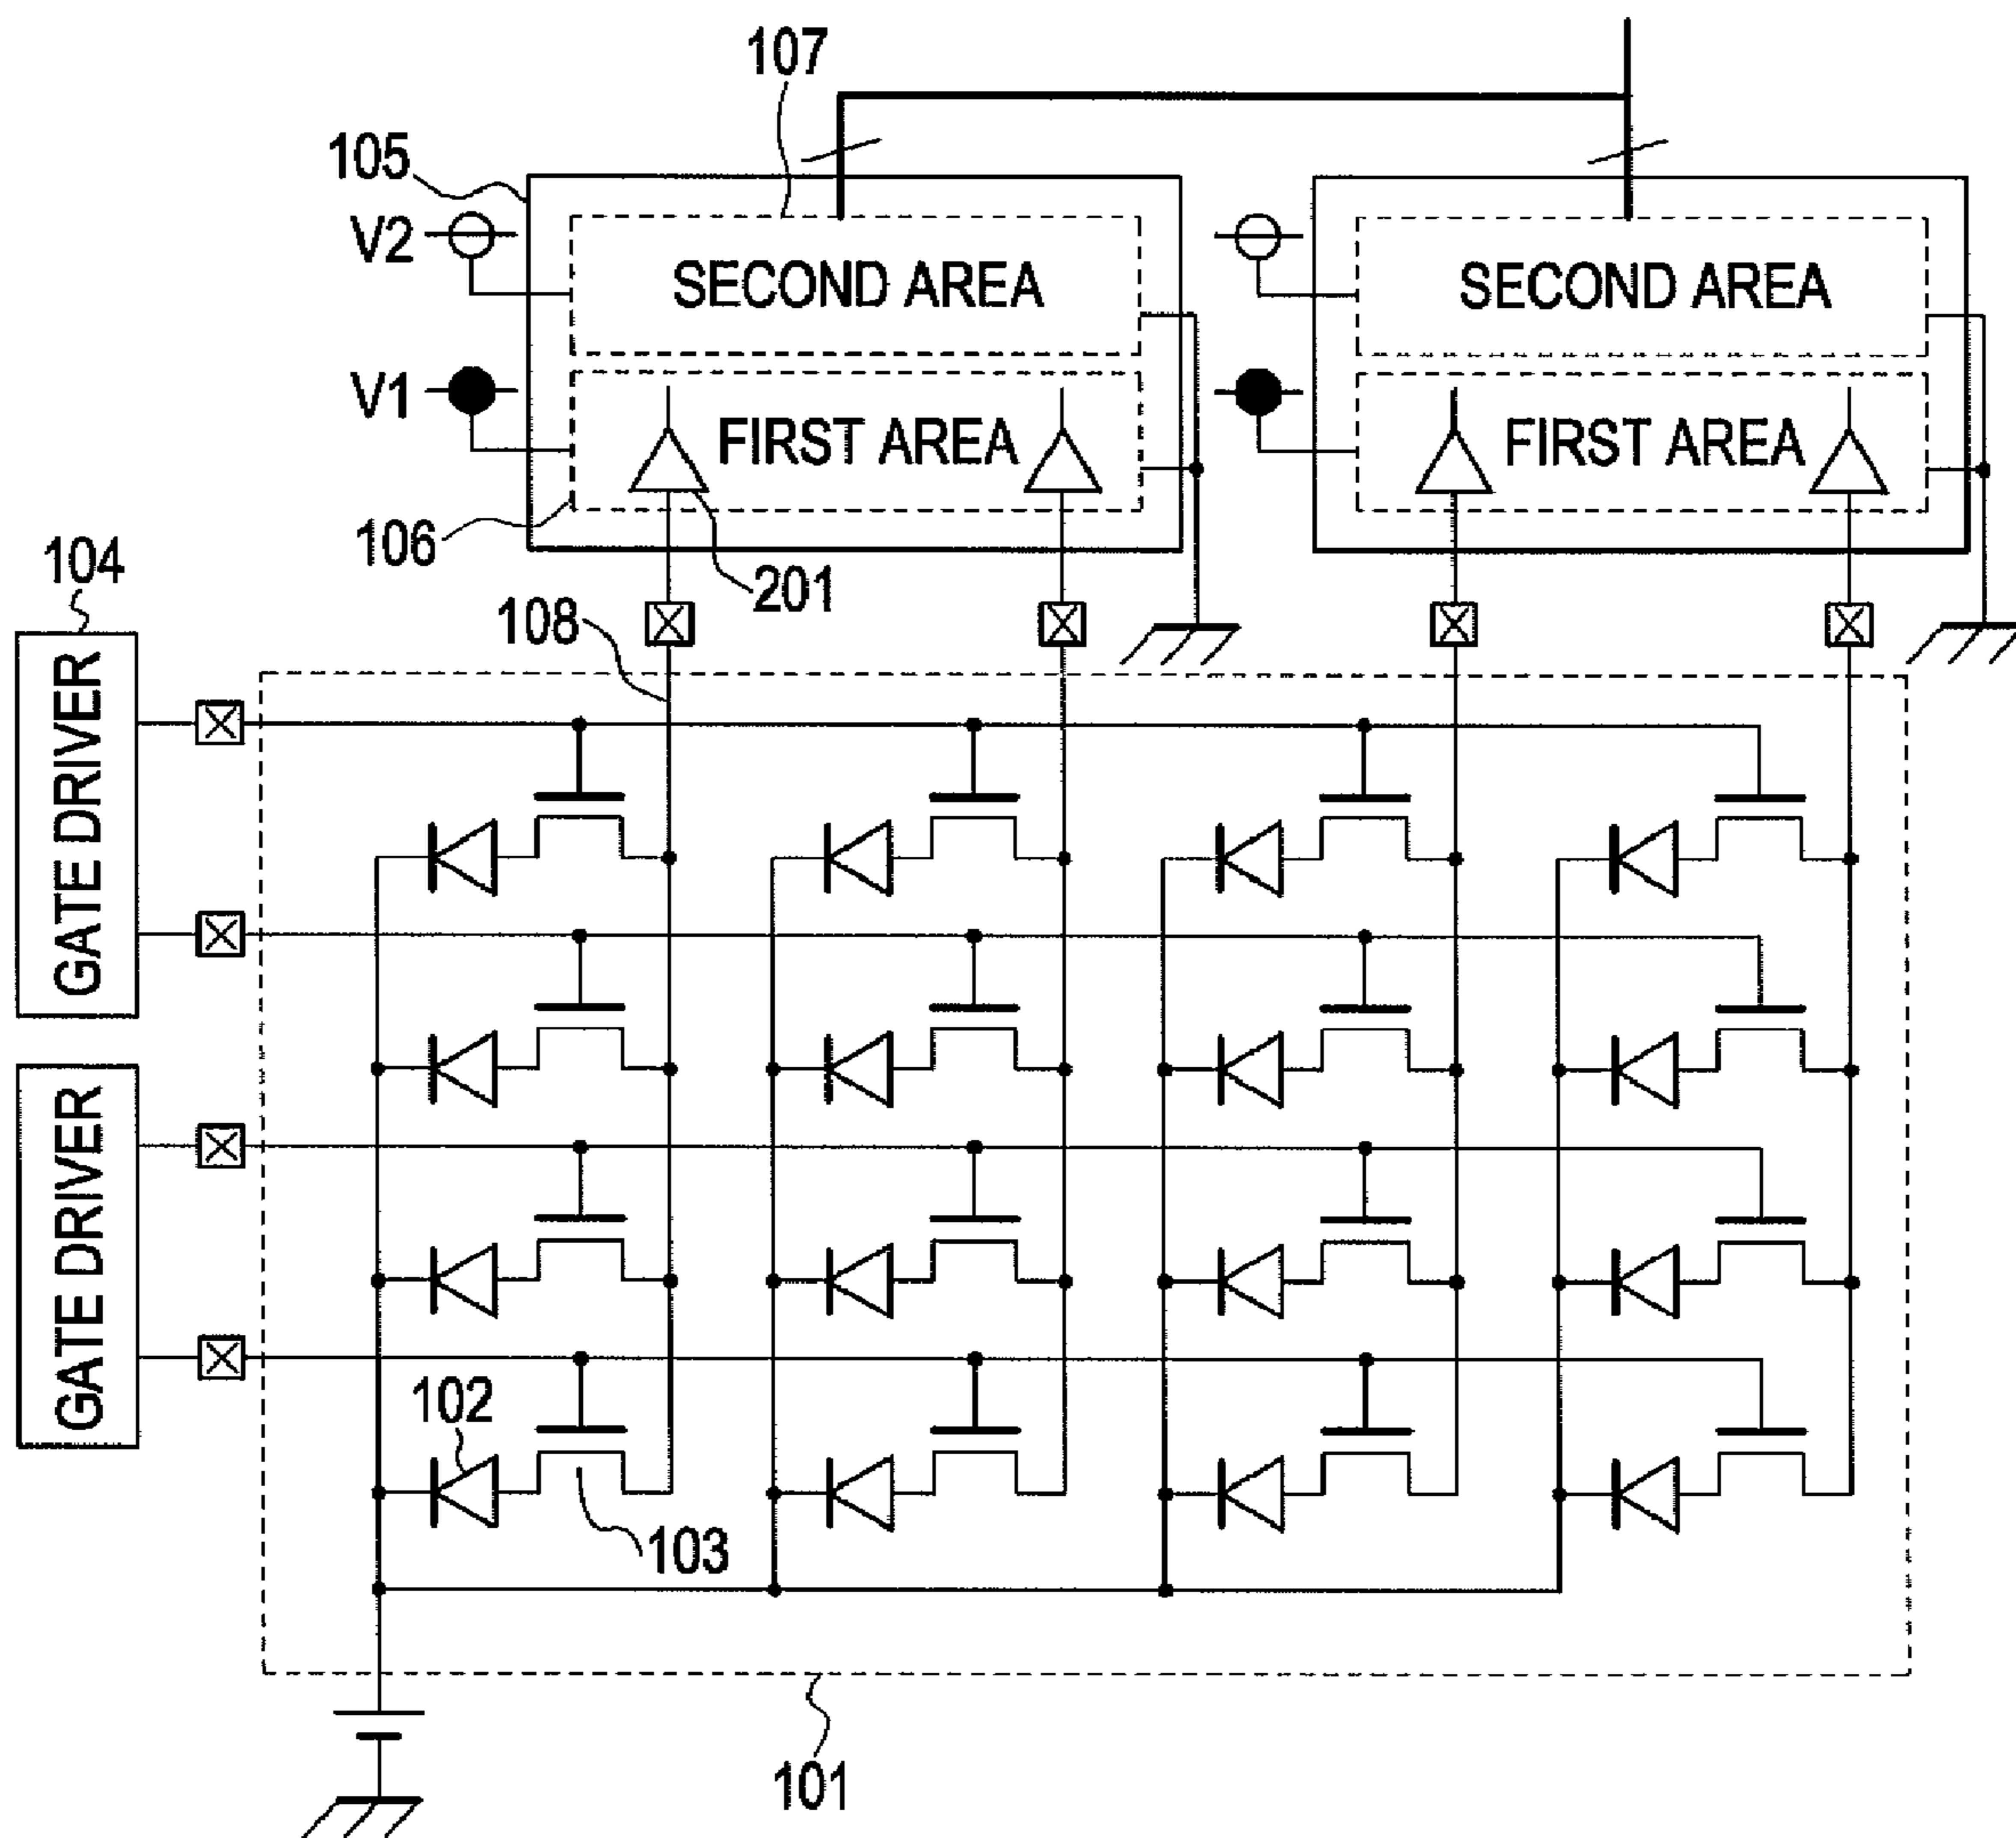 107
105
V2
SECOND AREA
SECOND AREA
V1
FIRST AREA
FIRST AREA
106
201
104
108
GATE DRIVER
GATE DRIVER
102
103
101